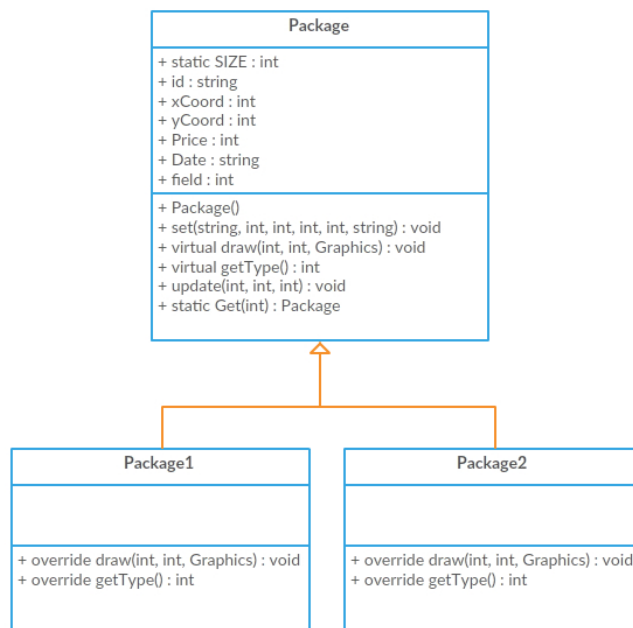 Package
+ static SIZE : int
+ id : string
+ xCoord : int
+ yCoord : int
+ Price : int
+ Date : string
+ field : int
+ Package()
+ set(string, int, int, int, int, string) : void
+ virtual draw(int, int, Graphics) : void
+ virtual getType() : int
+ update(int, int, int) : void
+ static Get(int) : Package
Package1
+ override draw(int, int, Graphics) : void
+ override getType() : int
Package2
+ override draw(int, int, Graphics) : void
+ override getType() : int